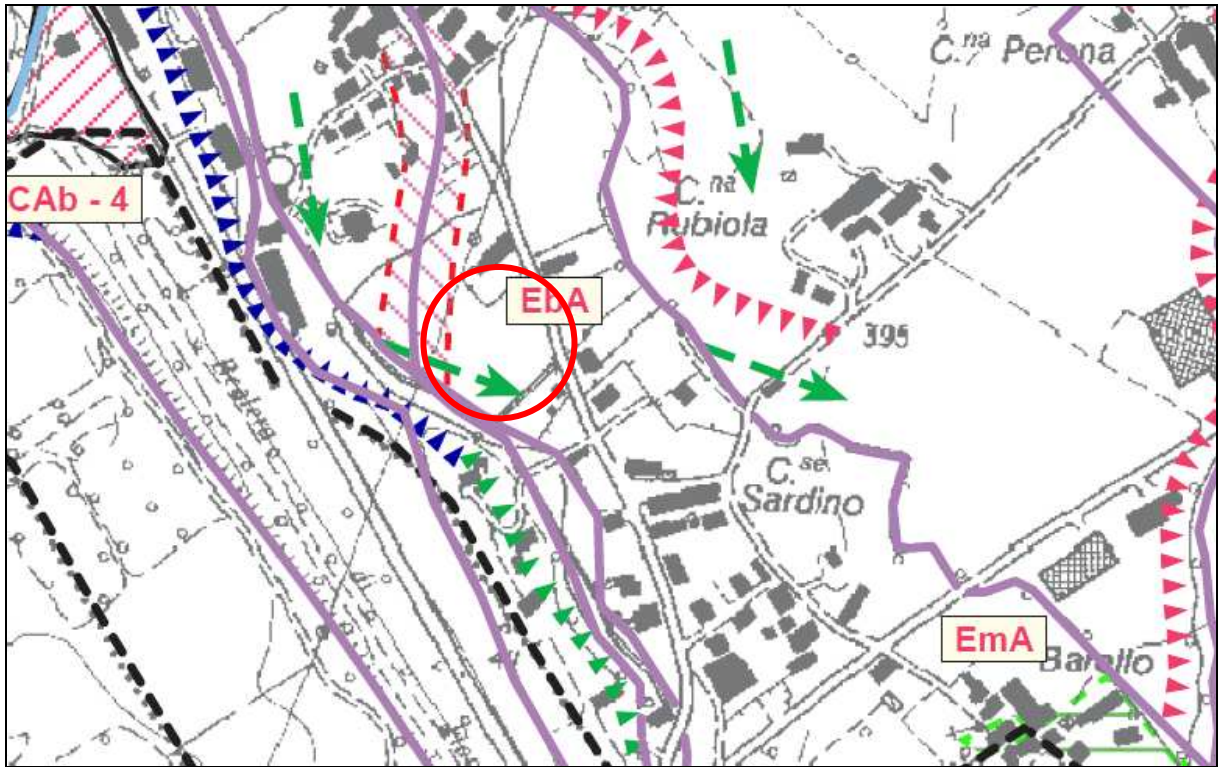 C.na Perona
CAb - 4
C.na
Rubiola
EbA
395
C.se
Sardino
EmA
Barello